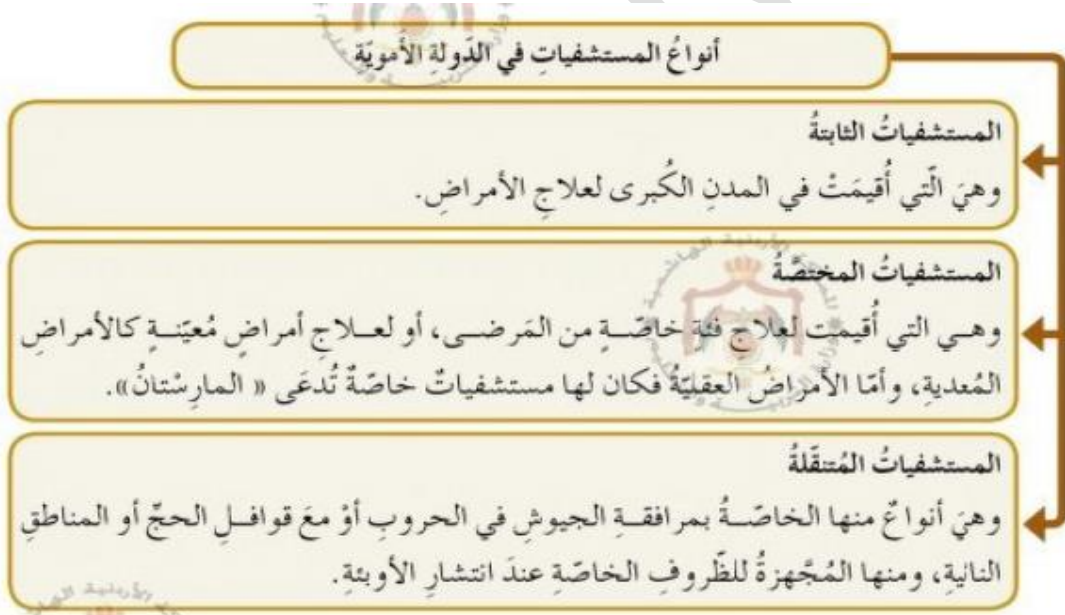 أنواعُ المستشفياتِ في الدّولةِ الأمويّة
المستشفياتُ الثابتةُ
وهيَ الّتي أُقيمَتْ في المدنِ الكُبرى لعلاجِ الأمراضِ.
المستشفياتُ المختصَّةُ
وهـي التي أُقيمت لعلاجِ فئةٍ خاصّـةٍ من المَرضـى، أو لعـلاجِ أمراضٍ مُعيّنـةٍ كالأمراضِ
المُعديةِ، وأمّا الأمراضُ العقليّةُ فكان لها مستشفياتٌ خاصّةٌ تُدعَى « المارِسْتانُ».
المستشفياتُ المُتنقّلةُ
وهيَ أنواعٌ منها الخاصّـةُ بمرافقـةِ الجيوشِ في الحروبِ أوْ معَ قوافـلِ الحجّ أو المناطقِ
النائيةِ، ومنها المُجَّهزةُ للظّروفِ الخاصّةِ عندَ انتشارِ الأوبئةِ.